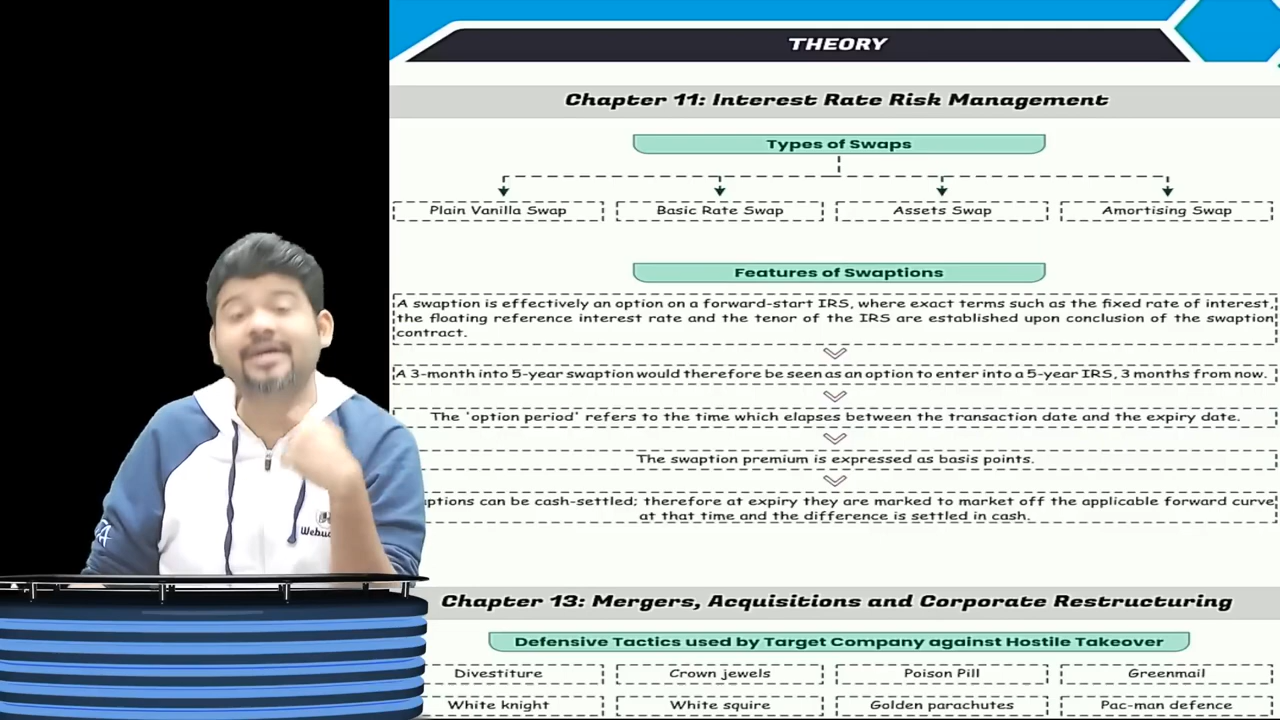 THEORY
Chapter 11: Interest Rate Risk Management
Types of Swaps
Plain Vanilla Swap
Basic Rate Swap
Assets Swap
Amortising Swap
Features of Swaptions
A swaption is effectively an option on a forward-start IRS, where exact terms such as the fixed rate of interest,
the floating reference interest rate and the tenor of the IRS are established upon conclusion of the swaption
contract.
A 3-month into 5-year swaption would therefore be seen as an option to enter into a 5-year IRS, 3 months from now.
The 'option period' refers to the time which elapses between the transaction date and the expiry date.
The swaption premium is expressed as basis points.
can be cash-settled; therefore at expiry they are marked to market off the applicable forward curve
at that time and the difference is settled in cash.
Chapter 13: Mergers, Acquisitions and Corporate Restructuring
Defensive Tactics used by Target Company against Hostile Takeover
Divestiture
Crown jewels
Poison Pill
Greenmail
White knight
White squire
Golden parachutes
Pac-man defence